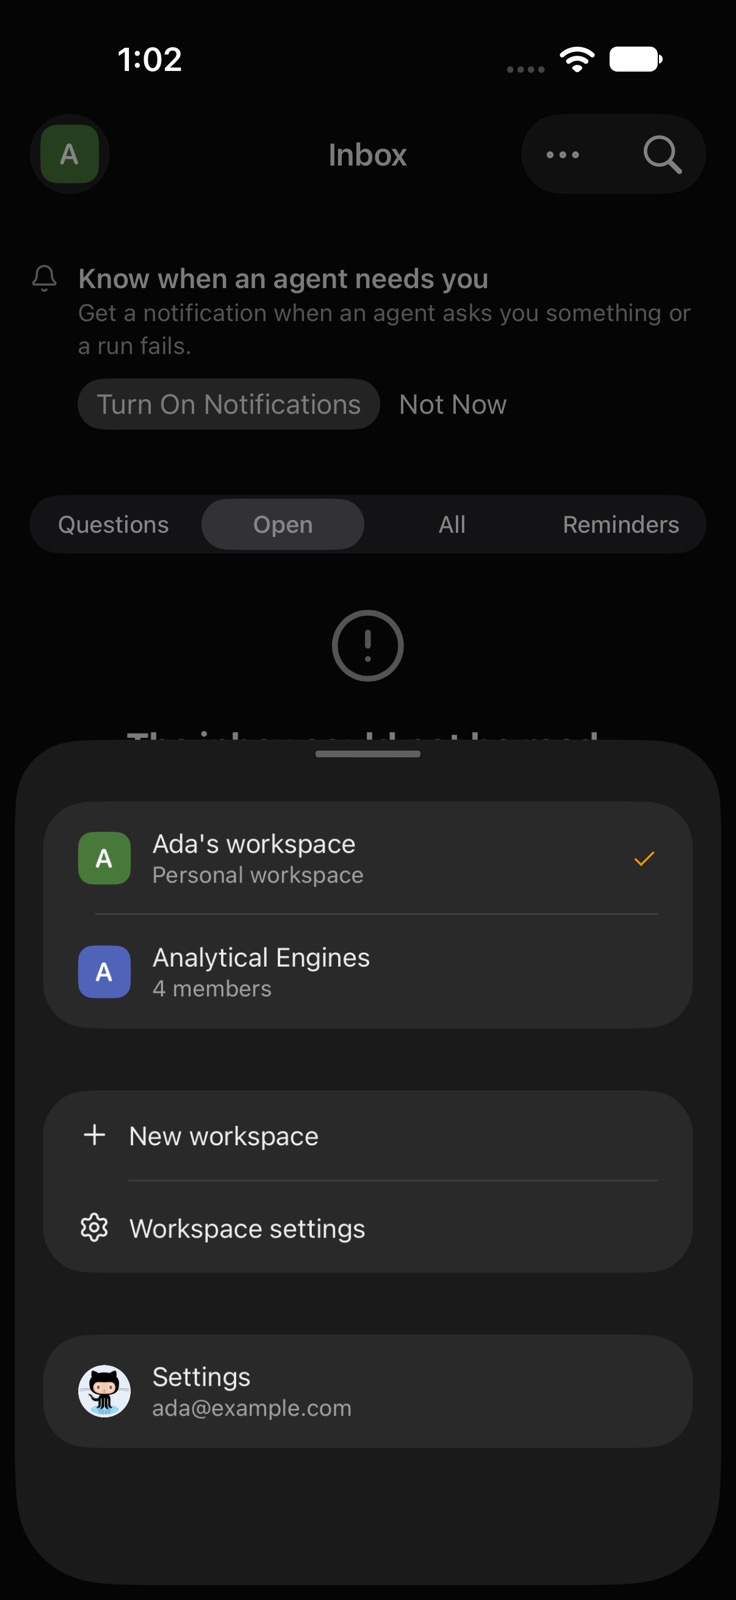 1:02
A
Inbox
Know when an agent needs you
Get a notification when an agent asks you something or
a run fails.
Turn On Notifications
Not Now
Questions
Open
All
Reminders
A
Ada's workspace
Personal workspace
A
Analytical Engines
4 members
New workspace
Workspace settings
Settings
ada@example.com